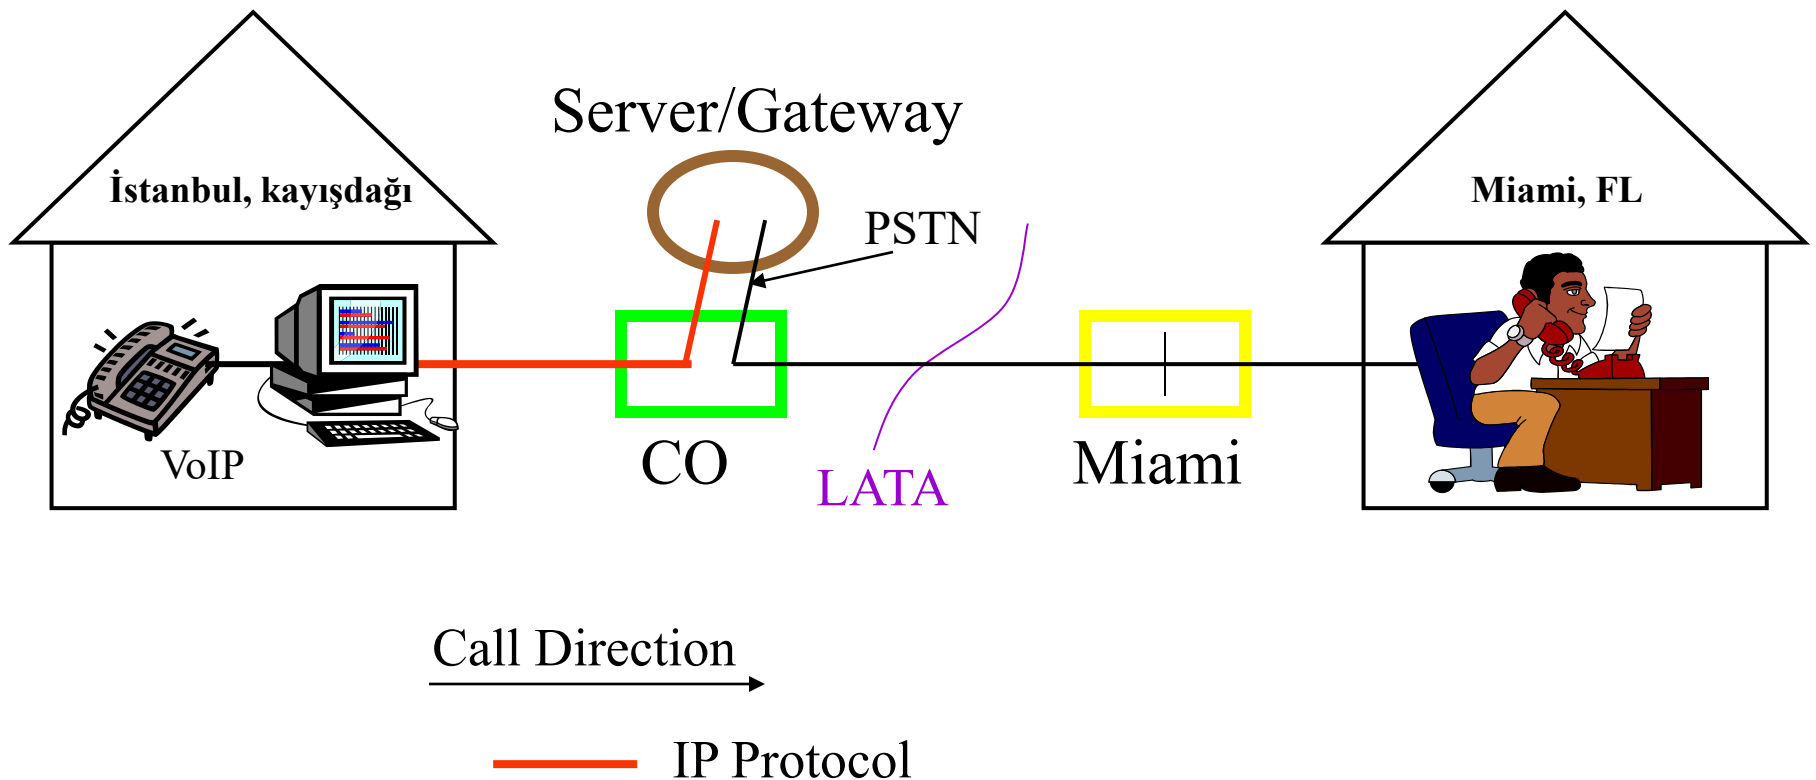 Server/Gateway
İstanbul, kayışdağı
Miami, FL
PSTN
VoIP
CO
LATA
Miami
Call Direction
IP Protocol